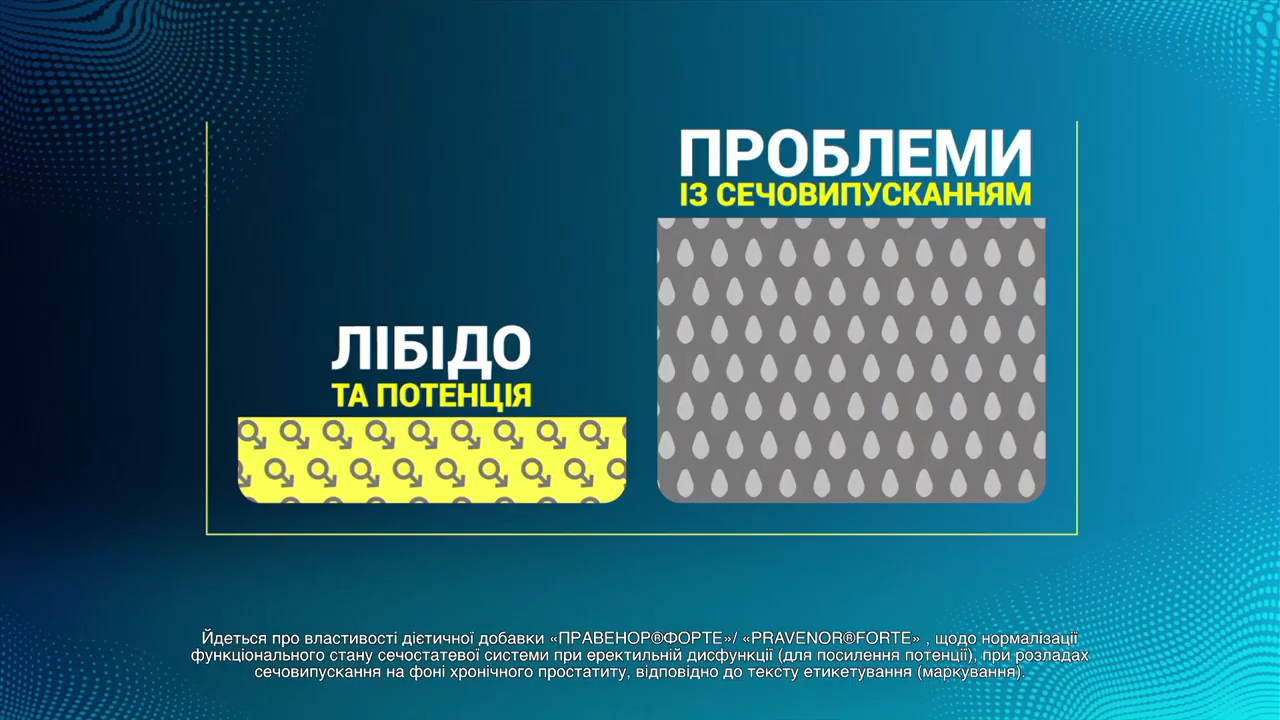 ПРОБЛЕМИ
ІЗ СЕЧОВИПУСКАННЯМ
ЛІБІДО
ТА ПОТЕНЦІЯ
Йдеться про властивості дієтичної добавки «ПРАВЕНОР®ФОРТЕ»/ «PRAVENOR®FORTE» , щодо нормалізації
функціонального стану сечостатевої системи при еректильній дисфункції (для посилення потенції), при розладах
сечовипускання на фоні хронічного простатиту, відповідно до тексту етикетування (маркування).